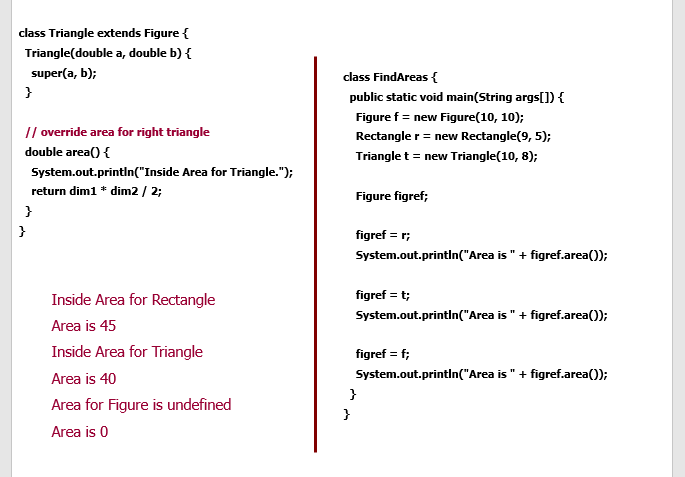 class Triangle extends Figure {
Triangle(double a, double b) {
super(a, b);
}
// override area for right triangle
double area() {
System.out.println("Inside Area for Triangle.");
return dim1 * dim2 / 2;
}
}
Inside Area for Rectangle
Area is 45
Inside Area for Triangle
Area is 40
Area for Figure is undefined
Area is 0
class FindAreas {
public static void main(String args[]) {
Figure f = new Figure(10, 10);
Rectangle r = new Rectangle(9, 5);
Triangle t = new Triangle(10, 8);
Figure figref;
figref = r;
System.out.println("Area is " + figref.area());
figref = t;
System.out.println("Area is " + figref.area());
figref = f;
System.out.println("Area is " + figref.area());
}
}